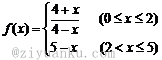 f(x)= { 4+x / 4−x (0≤x≤2)
5−x (2<x≤5)
@ziyuanku.com